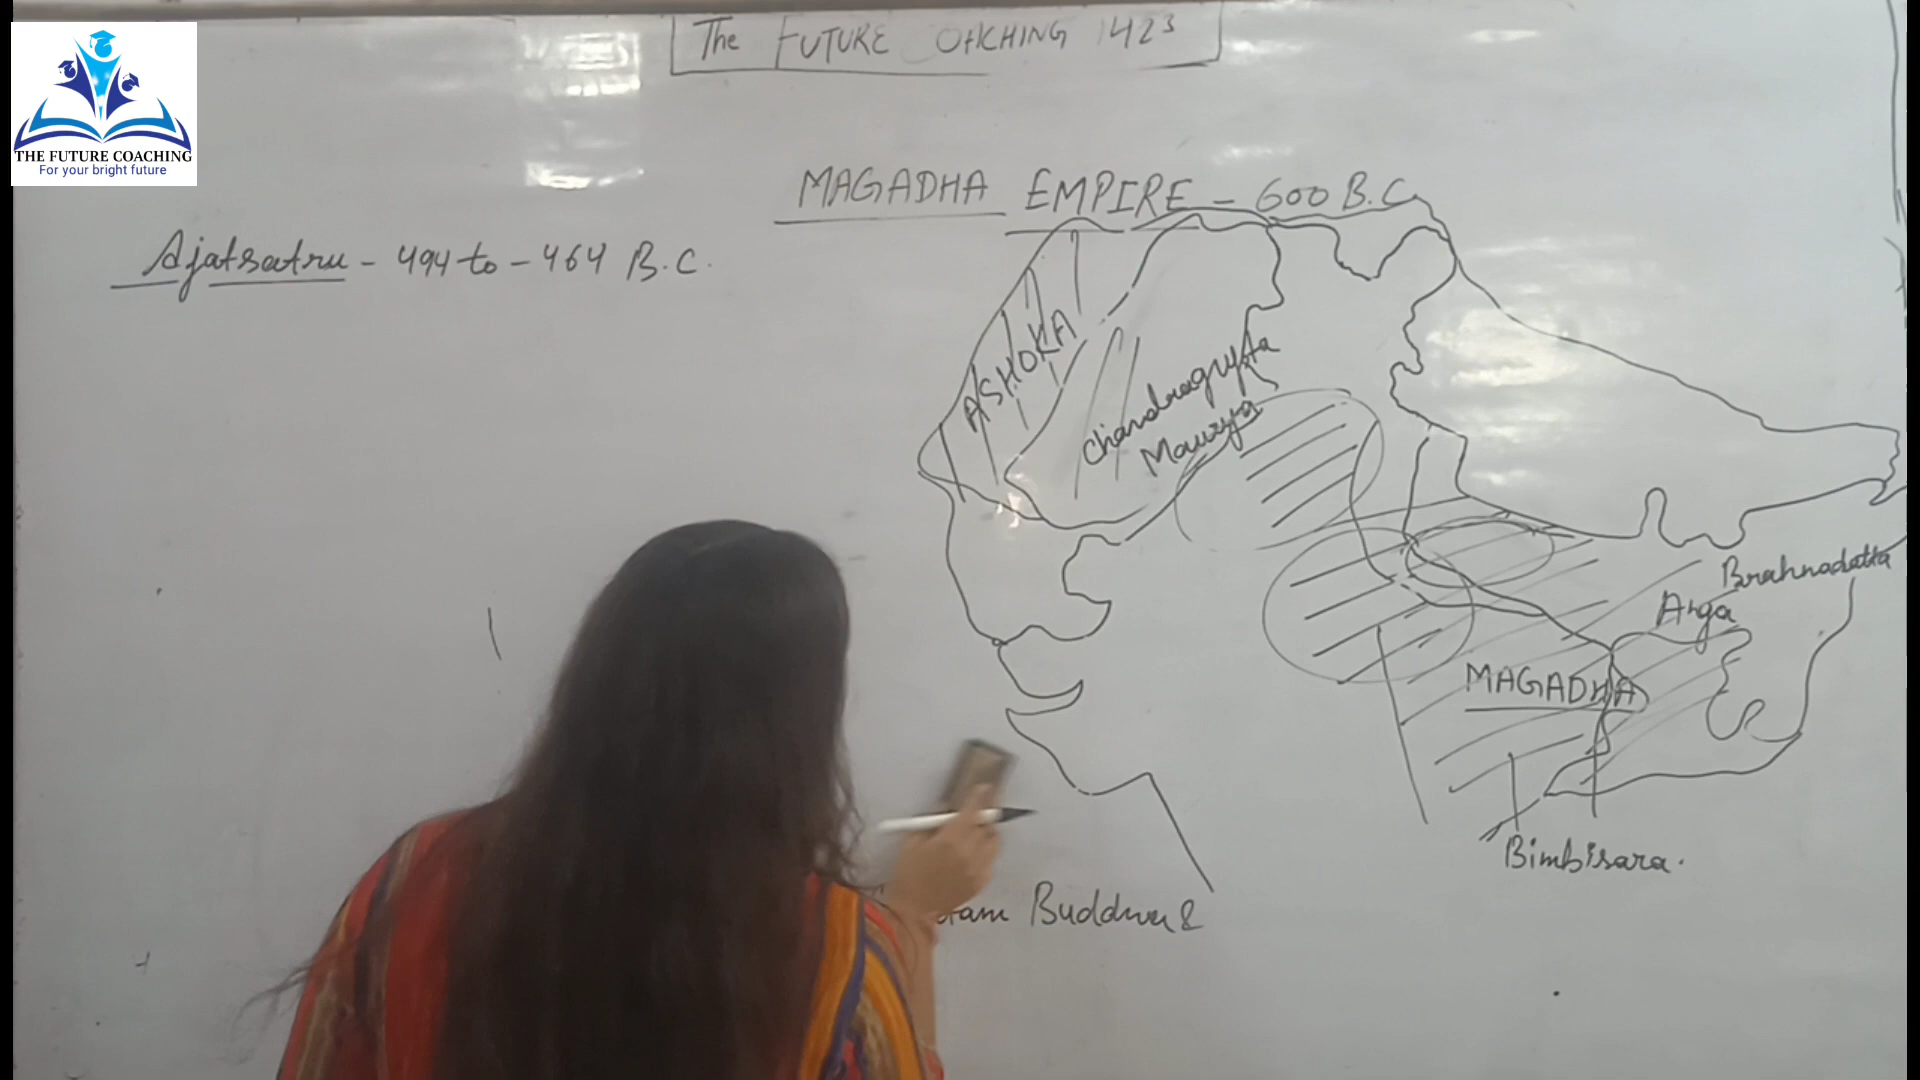 The FUTURE COACHING 1423
THE FUTURE COACHING
For your bright future
MAGADHA EMPIRE - 600 B.C.
Ajatsatru - 494 to - 464 B.C.
ASHOKA
Chandragupta
Maurya
Brahnadatta
Anga
MAGADHA
Bimbisara.
Buddha &